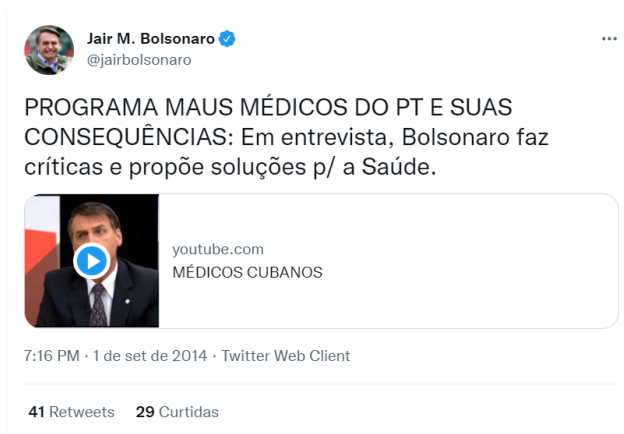 Jair M. Bolsonaro
@jairbolsonaro
PROGRAMA MAUS MÉDICOS DO PT E SUAS
CONSEQUÊNCIAS: Em entrevista, Bolsonaro faz
críticas e propõe soluções p/ a Saúde.
youtube.com
MÉDICOS CUBANOS
7:16 PM · 1 de set de 2014 · Twitter Web Client
41 Retweets 29 Curtidas